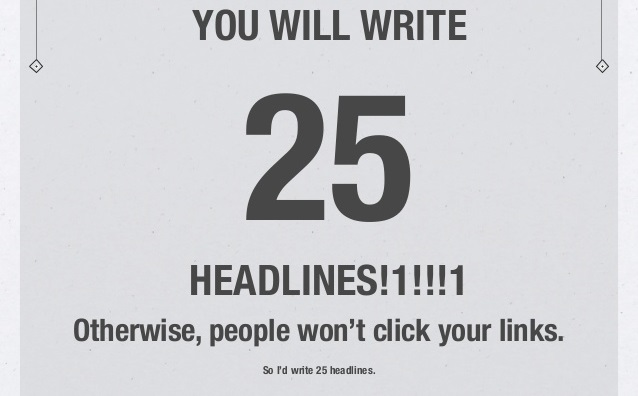 YOU WILL WRITE
25
HEADLINES!1!!!1
Otherwise, people won’t click your links.
So I'd write 25 headlines.